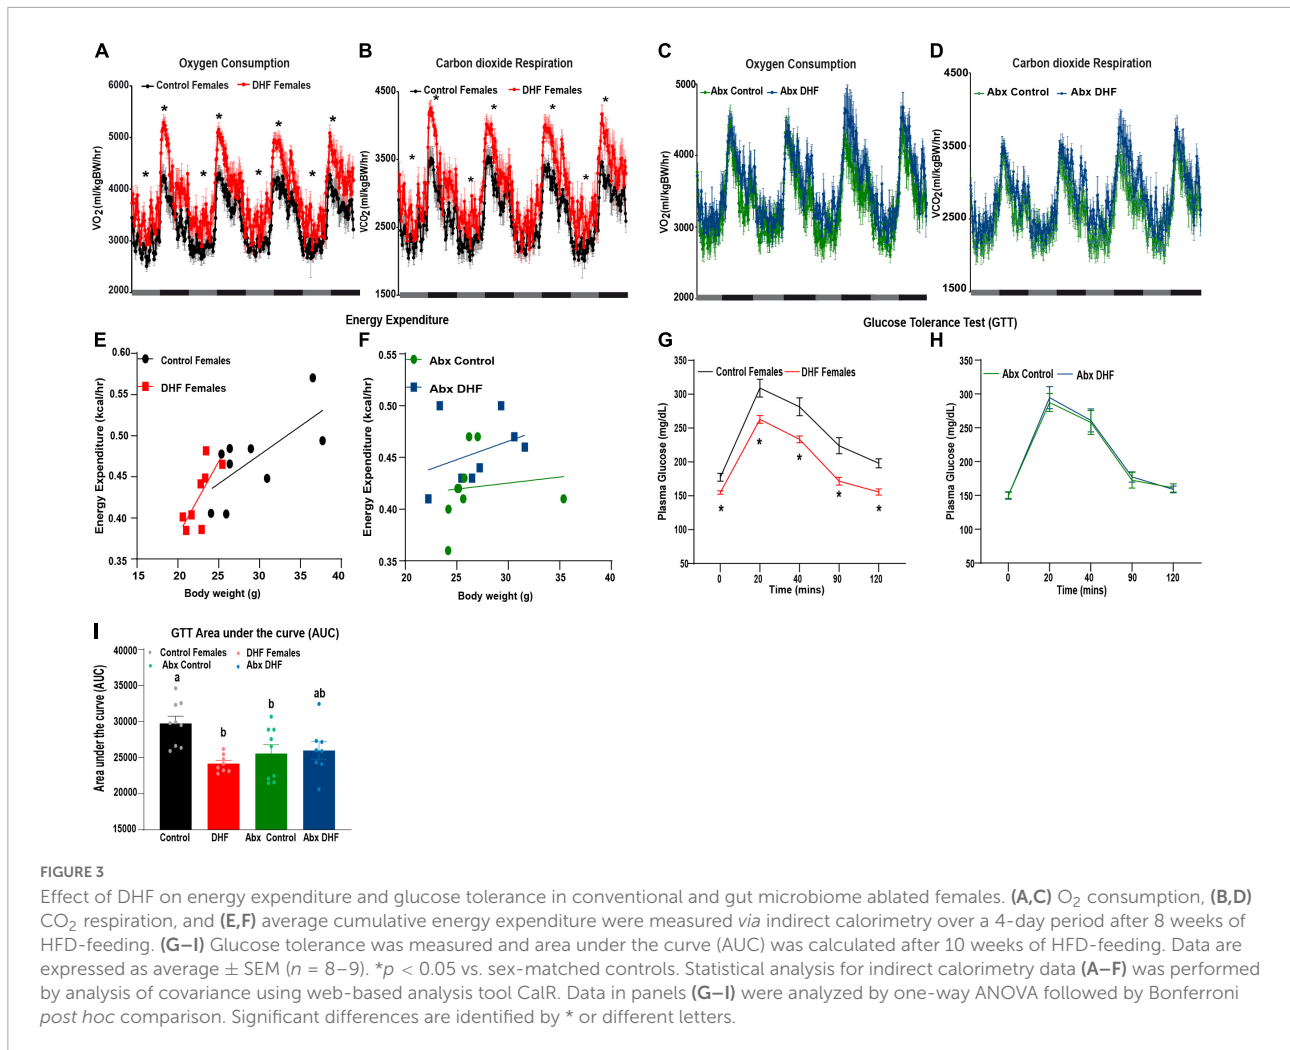 A
Oxygen Consumption
Control Females DHF Females
VO2(ml/kgBW/hr)
6000
5000
4000
3000
2000
* * * *
* * * *
B
Carbon dioxide Respiration
Control Females DHF Females
VCO2(ml/kgBW/hr)
4500
3500
2500
1500
* * * *
* * *
C
Oxygen Consumption
Abx Control Abx DHF
VO2(ml/kgBW/hr)
5000
4000
3000
2000
D
Carbon dioxide Respiration
Abx Control Abx DHF
VCO2(ml/kgBW/hr)
4500
3500
2500
1500
Energy Expenditure
E
Control Females
DHF Females
Energy Expenditure (kcal/hr)
0.60
0.55
0.50
0.45
0.40
0.35
15 20 25 30 35 40
Body weight (g)
F
Abx Control
Abx DHF
Energy Expenditure (kcal/hr)
0.55
0.50
0.45
0.40
0.35
20 25 30 35 40
Body weight (g)
Glucose Tolerance Test (GTT)
G
Control Females DHF Females
Plasma Glucose (mg/dL)
350
300
250
200
150
100
50
* * * * *
0 20 40 90 120
Time (mins)
H
Abx Control Abx DHF
Plasma Glucose (mg/dL)
350
300
250
200
150
100
50
0 20 40 90 120
Time (mins)
I
GTT Area under the curve (AUC)
Control Females DHF Females
Abx Control Abx DHF
Area under the curve (AUC)
40000
35000
30000
25000
20000
15000
a b b ab
Control DHF Abx Control Abx DHF
FIGURE 3
Effect of DHF on energy expenditure and glucose tolerance in conventional and gut microbiome ablated females. (A,C) O2 consumption, (B,D)
CO2 respiration, and (E,F) average cumulative energy expenditure were measured via indirect calorimetry over a 4-day period after 8 weeks of
HFD-feeding. (G–I) Glucose tolerance was measured and area under the curve (AUC) was calculated after 10 weeks of HFD-feeding. Data are
expressed as average ± SEM (n = 8–9). *p < 0.05 vs. sex-matched controls. Statistical analysis for indirect calorimetry data (A–F) was performed
by analysis of covariance using web-based analysis tool CalR. Data in panels (G–I) were analyzed by one-way ANOVA followed by Bonferroni
post hoc comparison. Significant differences are identified by * or different letters.